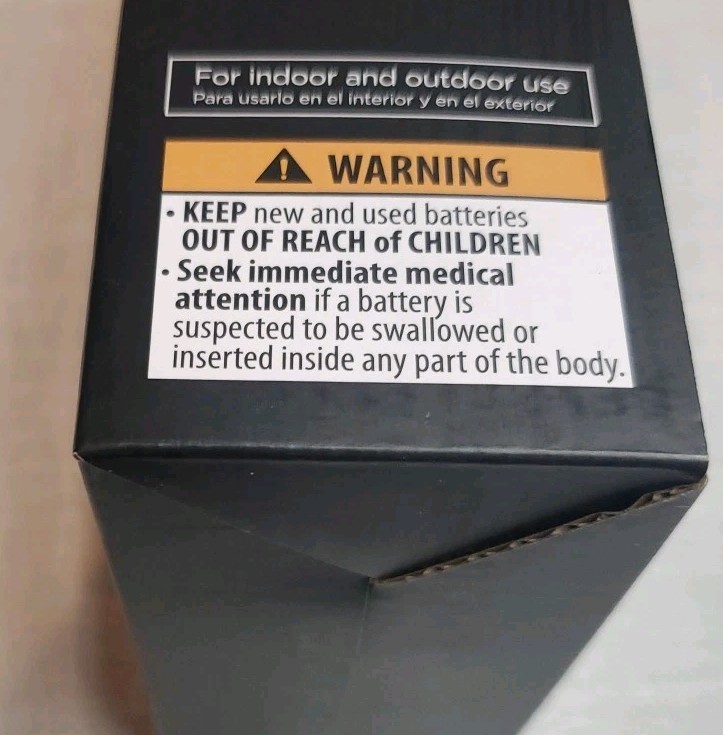 For indoor and outdoor use
Para usarlo en el interior y en el exterior
WARNING
• KEEP new and used batteries
OUT OF REACH of CHILDREN
• Seek immediate medical
attention if a battery is
suspected to be swallowed or
inserted inside any part of the body.